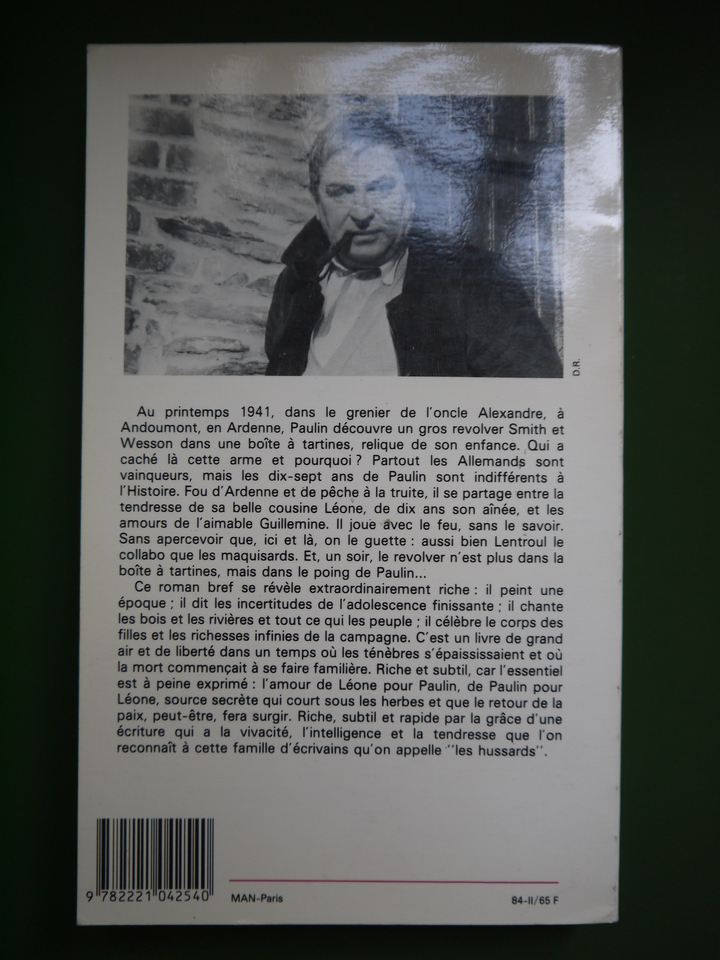 D.R.
Au printemps 1941, dans le grenier de l'oncle Alexandre, à
Andoumont, en Ardenne, Paulin découvre un gros revolver Smith et
Wesson dans une boîte à tartines, relique de son enfance. Qui a
caché là cette arme et pourquoi ? Partout les Allemands sont
vainqueurs, mais les dix-sept ans de Paulin sont indifférents à
l'Histoire. Fou d'Ardenne et de pêche à la truite, il se partage entre la
tendresse de sa belle cousine Léone, de dix ans son aînée, et les
amours de l'aimable Guillemine. Il joue avec le feu, sans le savoir.
Sans apercevoir que, ici et là, on le guette : aussi bien Lentroul le
collabo que les maquisards. Et, un soir, le revolver n'est plus dans la
boîte à tartines, mais dans le poing de Paulin...
Ce roman bref se révèle extraordinairement riche : il peint une
époque ; il dit les incertitudes de l'adolescence finissante ; il chante
les bois et les rivières et tout ce qui les peuple ; il célèbre le corps des
filles et les richesses infinies de la campagne. C'est un livre de grand
air et de liberté dans un temps où les ténèbres s'épaississaient et où
la mort commençait à se faire familière. Riche et subtil, car l'essentiel
est à peine exprimé : l'amour de Léone pour Paulin, de Paulin pour
Léone, source secrète qui court sous les herbes et que le retour de la
paix, peut-être, fera surgir. Riche, subtil et rapide par la grâce d'une
écriture qui a la vivacité, l'intelligence et la tendresse que l'on
reconnaît à cette famille d'écrivains qu'on appelle "les hussards".
9 782221 042540
MAN-Paris
84-II/65 F